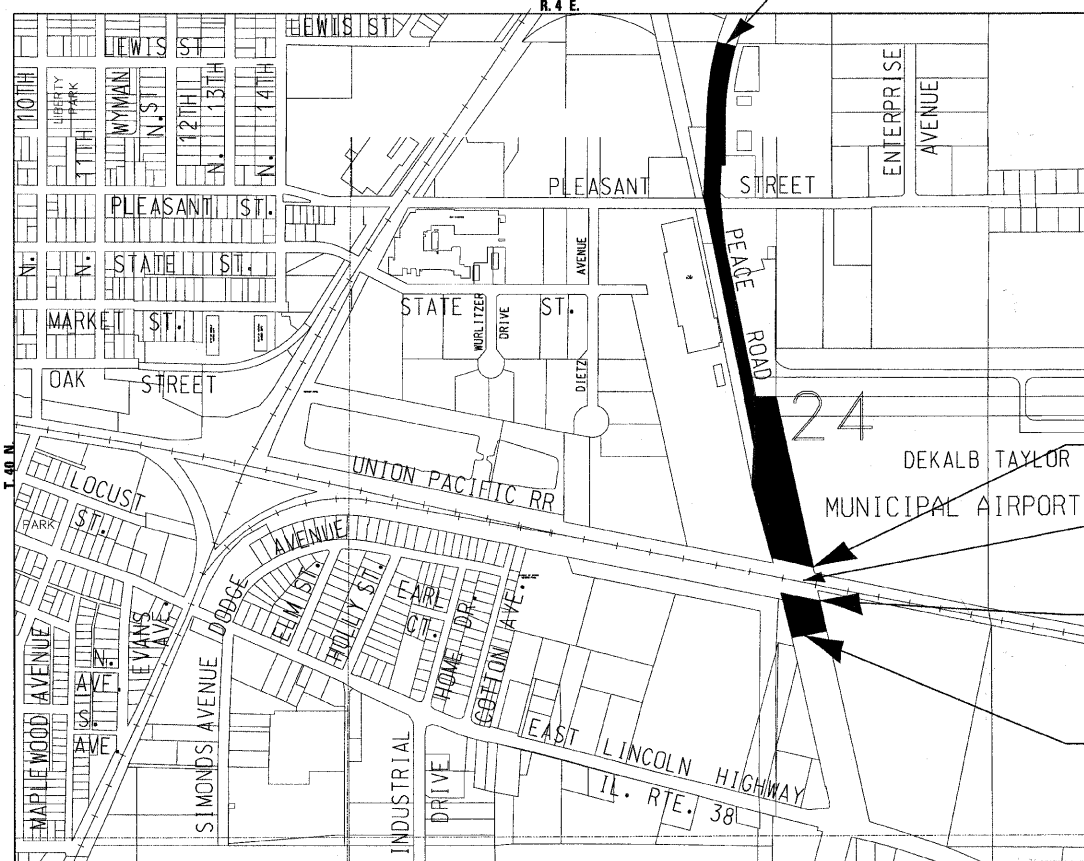 R. 4 E.
LEWIS ST
LEWIS ST
10TH
LIBERTY
PARK
11TH
WYMAN
N. ST
12TH
N. 13TH
N. 14TH
ENTERPRISE
AVENUE
PLEASANT STREET
PLEASANT ST.
N.
N.
STATE ST.
AVENUE
PEACE ROAD
STATE ST.
WURLITZER
DRIVE
MARKET ST.
DIETZ
OAK STREET
24
T. 40 N.
DEKALB TAYLOR
MUNICIPAL AIRPORT
UNION PACIFIC RR
LOCUST
ST.
PARK
AVENUE
DODGE
ELM ST.
HOLLY ST.
EARL
CT.
HOME DR.
COTTON AVE.
EVANS
AVE.
MAPLEWOOD AVENUE
N.
AVE.
S.
AVE.
SIMONDS AVENUE
INDUSTRIAL
DRIVE
EAST LINCOLN HIGHWAY
IL. RTE. 38